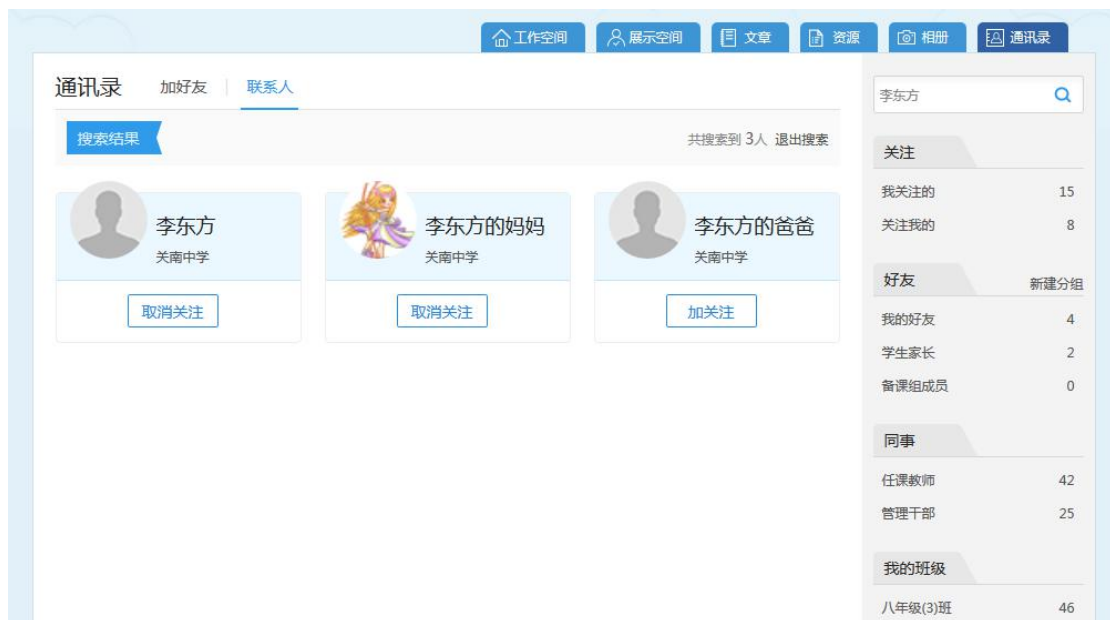 工作空间 展示空间 文章 资源 相册 通讯录
通讯录 加好友 联系人
搜索结果 共搜索到 3人 退出搜索
李东方
关南中学
取消关注
李东方的妈妈
关南中学
取消关注
李东方的爸爸
关南中学
加关注
李东方
关注
我关注的 15
关注我的 8
好友 新建分组
我的好友 4
学生家长 2
备课组成员 0
同事
任课教师 42
管理干部 25
我的班级
八年级(3)班 46